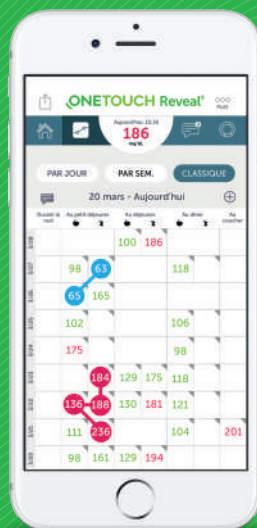 ONETOUCH Reveal®
Aujourd'hui, 10:16
186
mg/dL
PAR JOUR PAR SEM. CLASSIQUE
20 mars - Aujourd'hui
Au petit déjeuner Au déjeuner Au dîner Au coucher
100 186
98 63 118
65 165
102 106
175 98
184 129 175 118
136 188 130 181 121
111 236 104 201
98 161 129 194